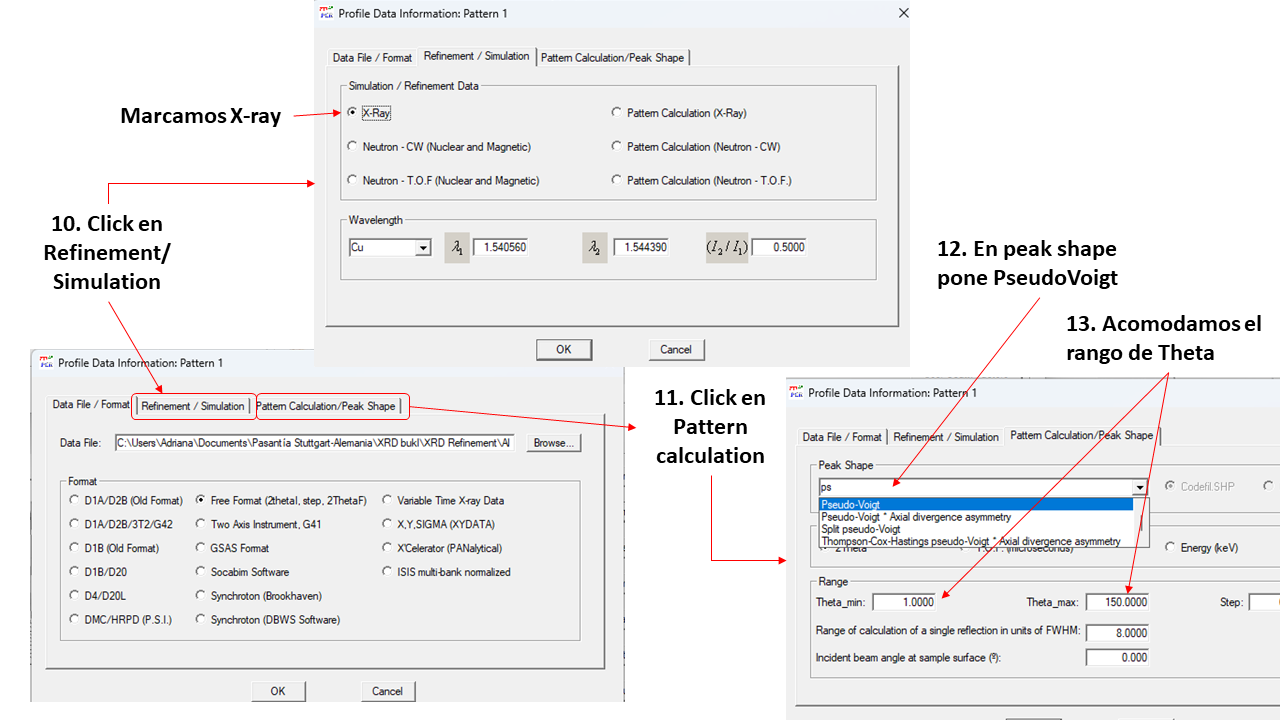 Profile Data Information: Pattern 1
Data File / Format
Refinement / Simulation
Pattern Calculation/Peak Shape
Simulation / Refinement Data
X-Ray
Pattern Calculation (X-Ray)
Neutron - CW (Nuclear and Magnetic)
Pattern Calculation (Neutron - CW)
Neutron - T.O.F (Nuclear and Magnetic)
Pattern Calculation (Neutron - T.O.F.)
Wavelength
Cu
λ1
1.540560
λ2
1.544390
(I2 / I1)
0.5000
OK
Cancel
Marcamos X-ray
10. Click en
Refinement/
Simulation
Profile Data Information: Pattern 1
Data File / Format
Refinement / Simulation
Pattern Calculation/Peak Shape
Data File:
C:\Users\Adriana\Documents\Pasantía Stuttgart-Alemania\XRD bukl\XRD Refinement\Al
Browse...
Format
D1A/D2B (Old Format)
Free Format (2thetaI, step, 2ThetaF)
Variable Time X-ray Data
D1A/D2B/3T2/G42
Two Axis Instrument, G41
X,Y,SIGMA (XYDATA)
D1B (Old Format)
GSAS Format
X'Celerator (PANalytical)
D1B/D20
Socabim Software
ISIS multi-bank normalized
D4/D20L
Synchroton (Brookhaven)
DMC/HRPD (P.S.I.)
Synchroton (DBWS Software)
OK
Cancel
11. Click en
Pattern
calculation
12. En peak shape
pone PseudoVoigt
13. Acomodamos el
rango de Theta
Profile Data Information: Pattern 1
Data File / Format
Refinement / Simulation
Pattern Calculation/Peak Shape
Peak Shape
ps
Codefil.SHP
Pseudo-Voigt
Pseudo-Voigt * Axial divergence asymmetry
Split pseudo-Voigt
Thompson-Cox-Hastings pseudo-Voigt * Axial divergence asymmetry
2Theta
T.O.F. (microseconds)
Energy (keV)
Range
Theta_min:
1.0000
Theta_max:
150.0000
Step:
Range of calculation of a single reflection in units of FWHM:
8.0000
Incident beam angle at sample surface (º):
0.000